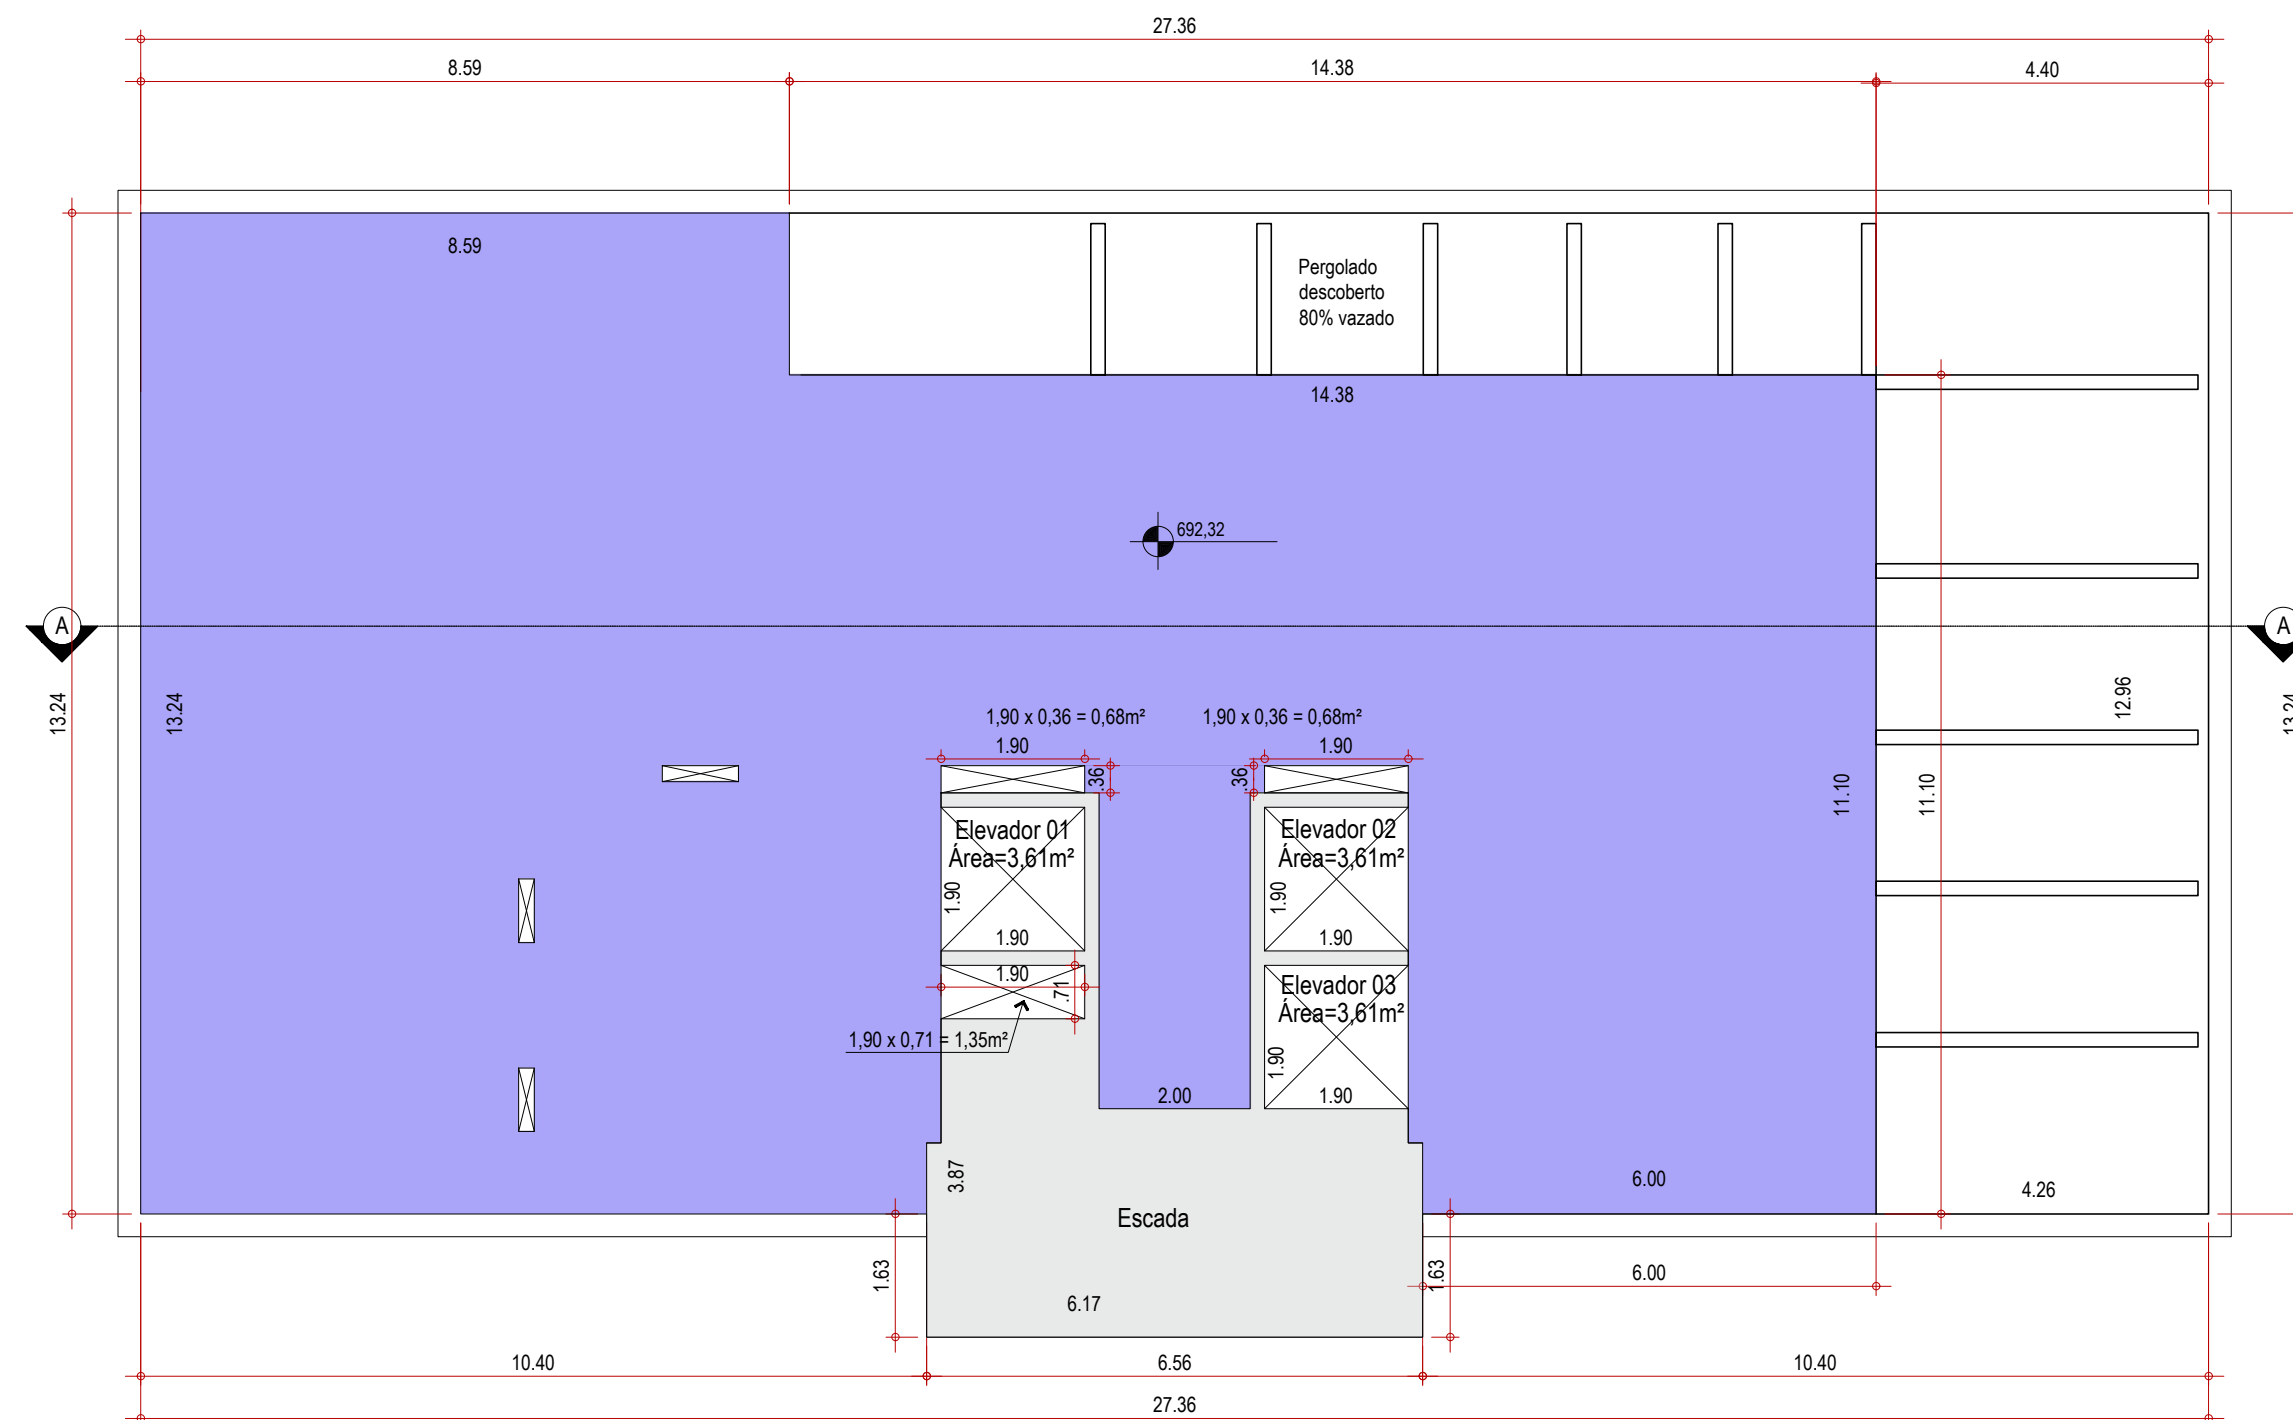 27.36
8.59
14.38
4.40
8.59
Pergolado
descoberto
80% vazado
14.38
692,32
A
A
13.24
13.24
12.96
13.24
1,90 x 0,36 = 0,68m²
1,90 x 0,36 = 0,68m²
1.90
1.90
.36
.36
11.10
11.10
Elevador 01
Área=3,61m²
Elevador 02
Área=3,61m²
1.90
1.90
1.90
1.90
1.90
.71
Elevador 03
Área=3,61m²
1,90 x 0,71 = 1,35m²
1.90
2.00
1.90
3.87
6.00
4.26
Escada
1.63
1.63
6.00
6.17
10.40
6.56
10.40
27.36